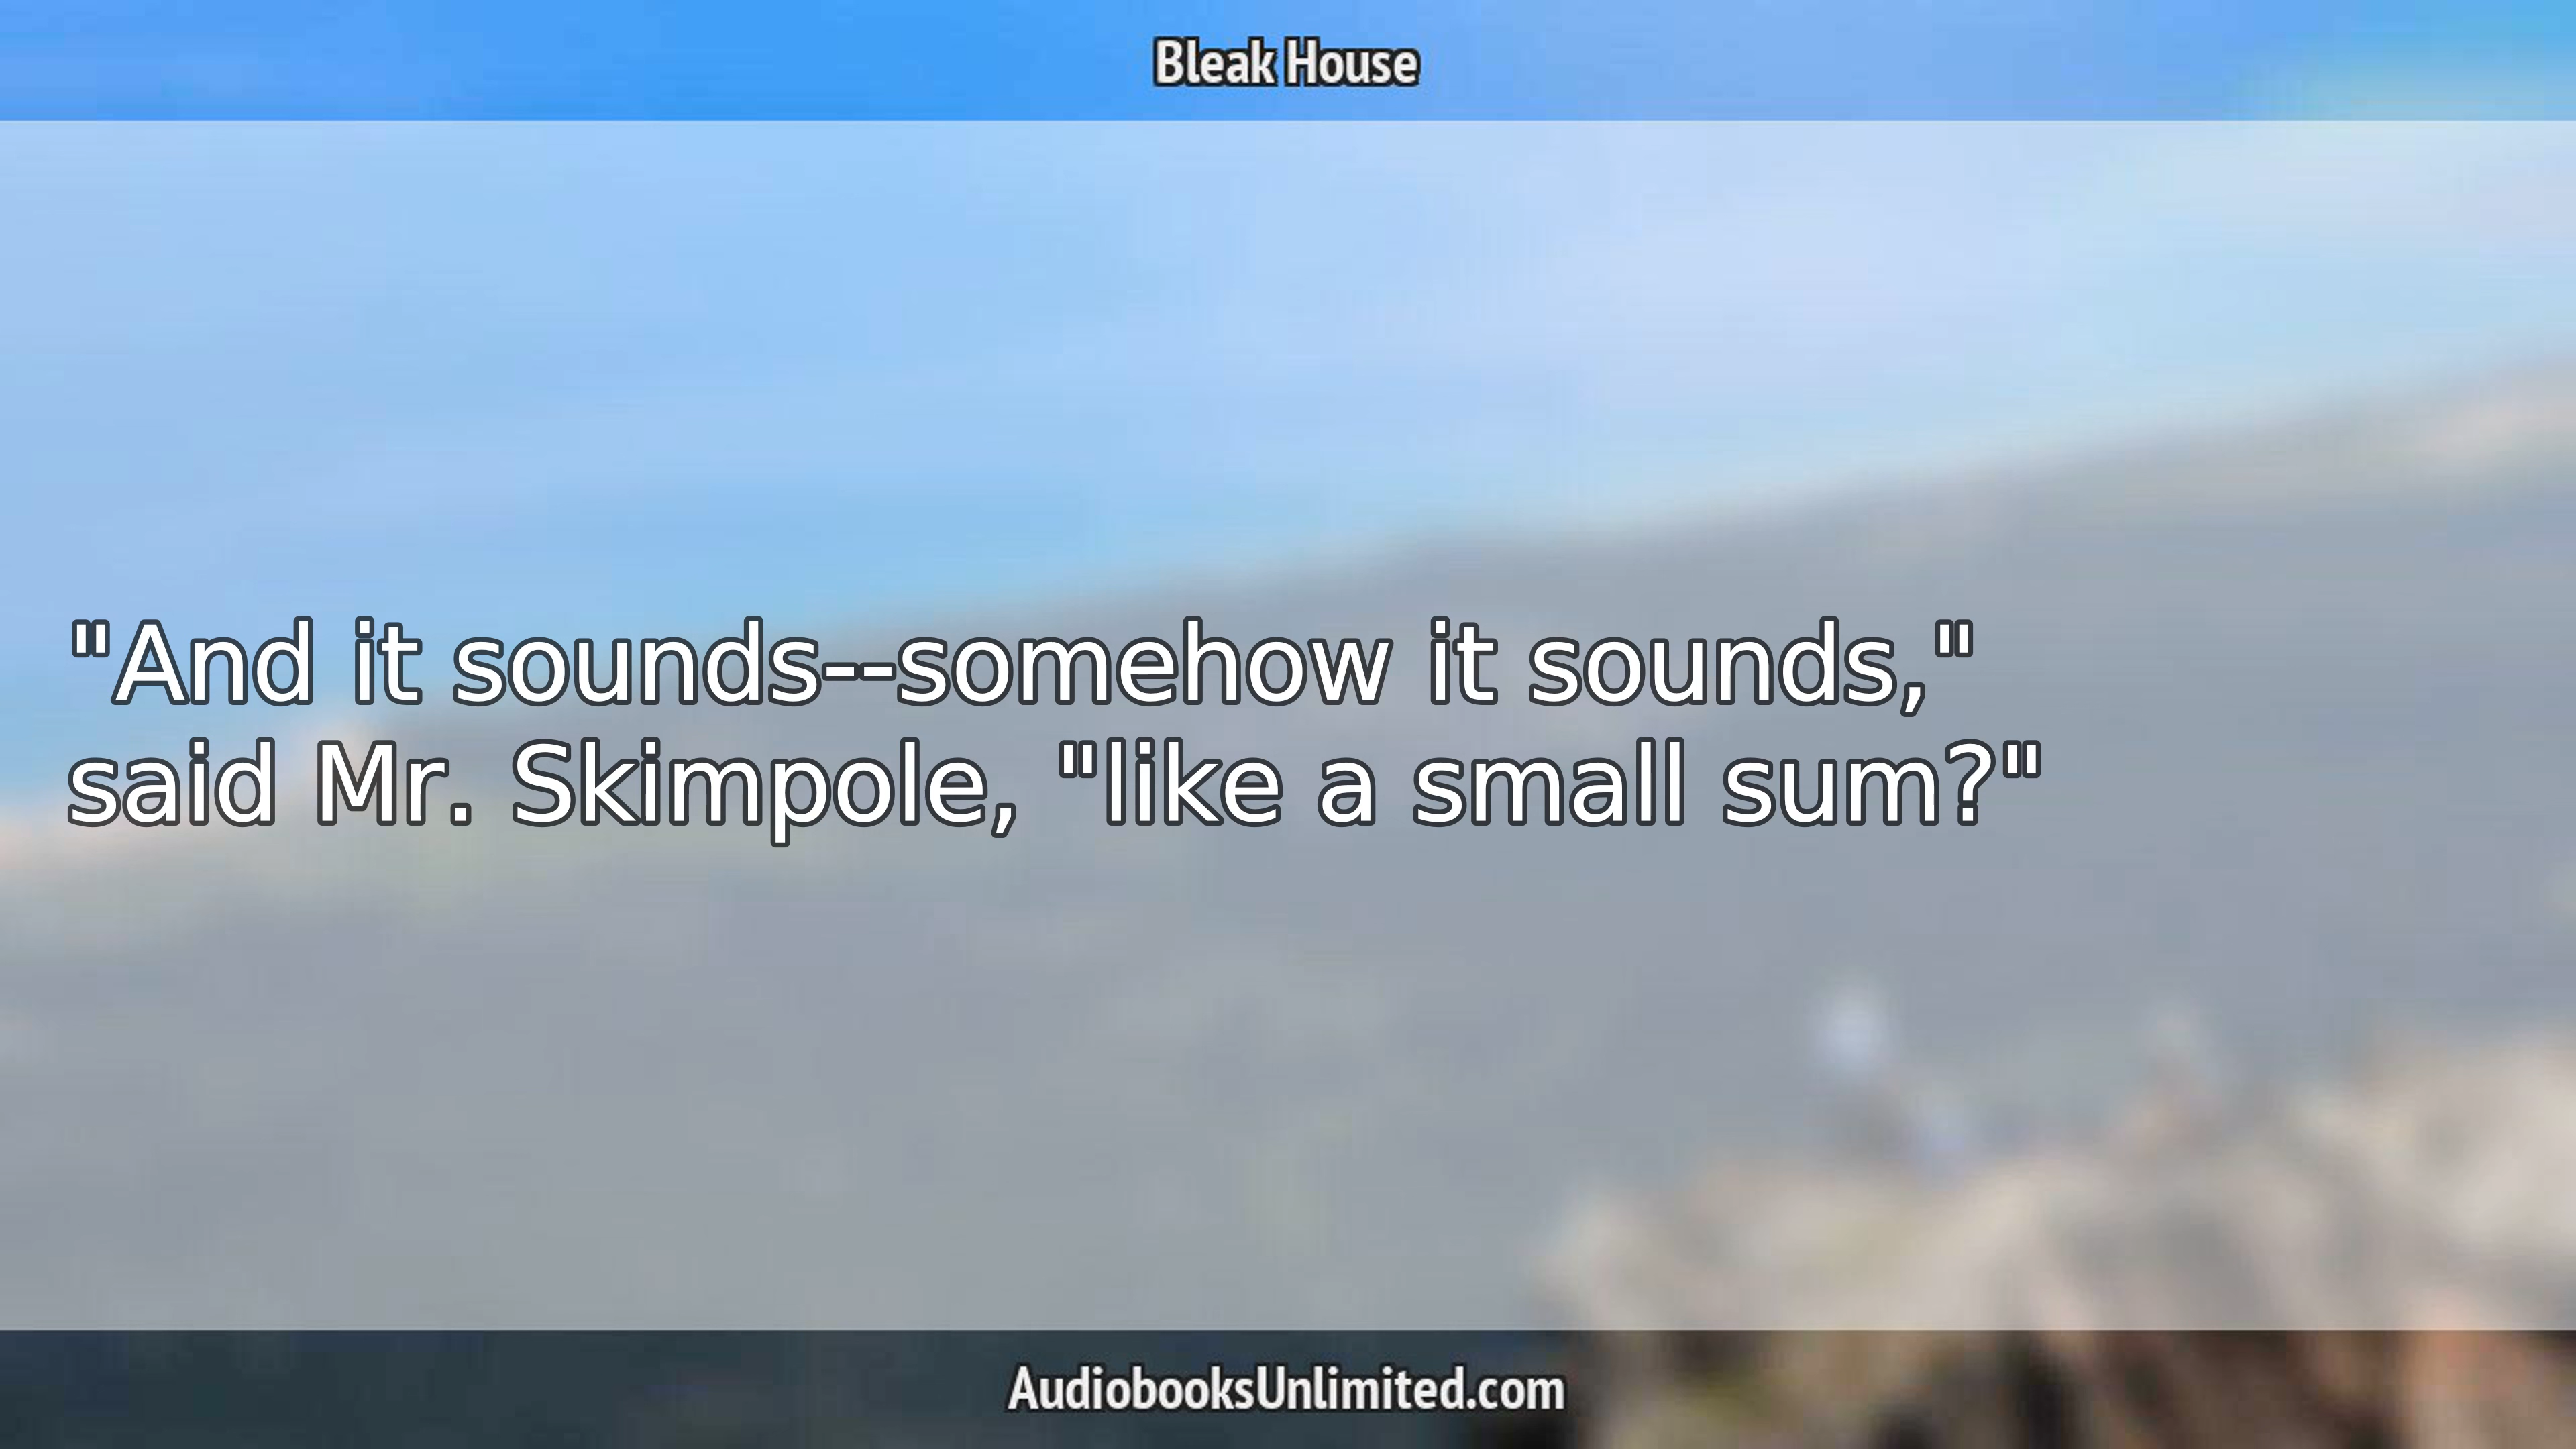 Bleak House
"And it sounds--somehow it sounds,"
said Mr. Skimpole, "like a small sum?"
AudiobooksUnlimited.com